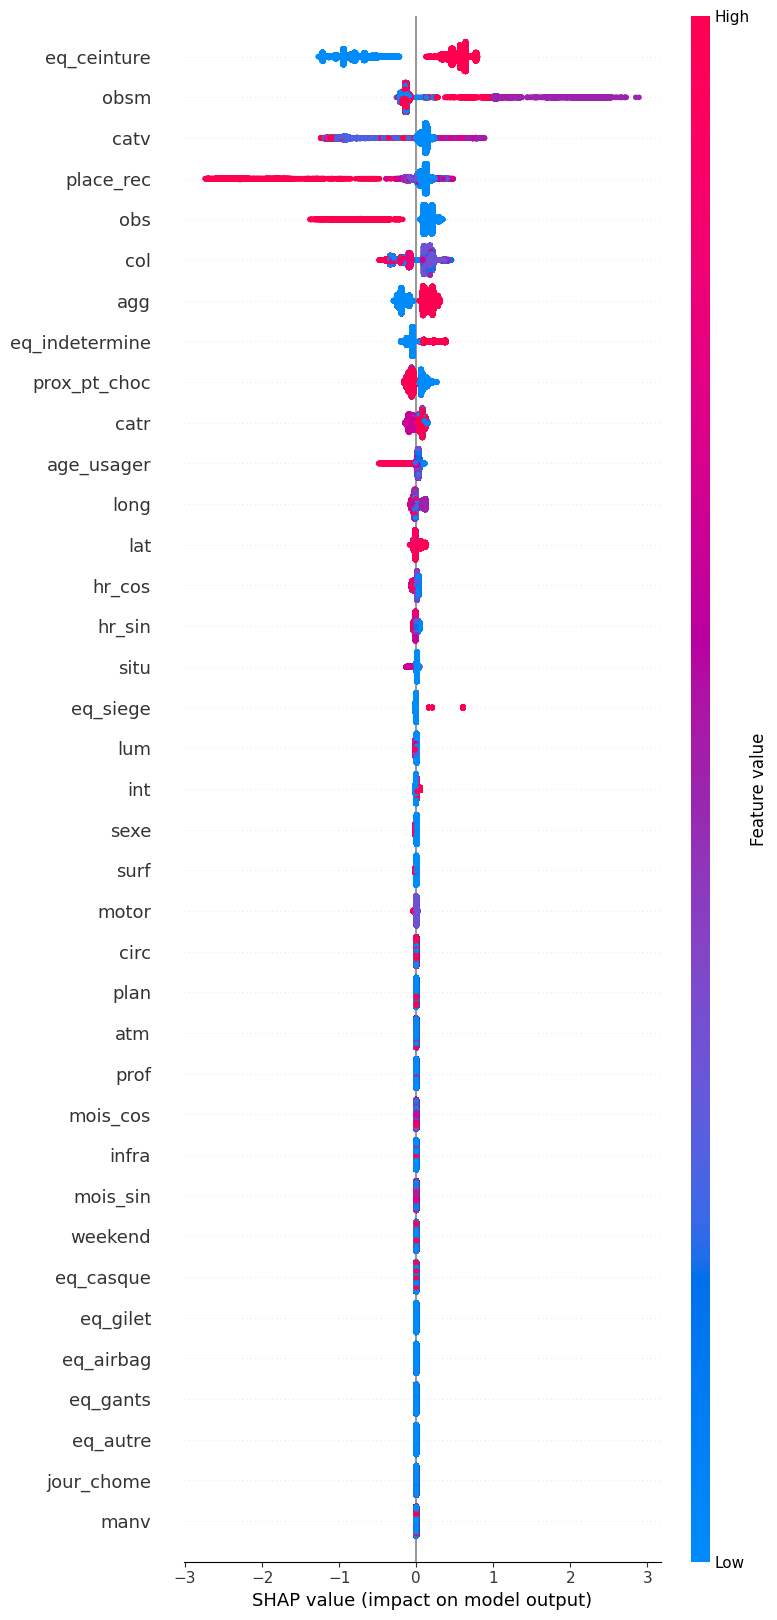 High
eq_ceinture
obsm
catv
place_rec
obs
col
agg
eq_indetermine
prox_pt_choc
catr
age_usager
long
lat
hr_cos
hr_sin
situ
eq_siege
lum
int
sexe
surf
motor
circ
plan
atm
prof
mois_cos
infra
mois_sin
weekend
eq_casque
eq_gilet
eq_airbag
eq_gants
eq_autre
jour_chome
manv
Feature value
Low
−3 −2 −1 0 1 2 3
SHAP value (impact on model output)